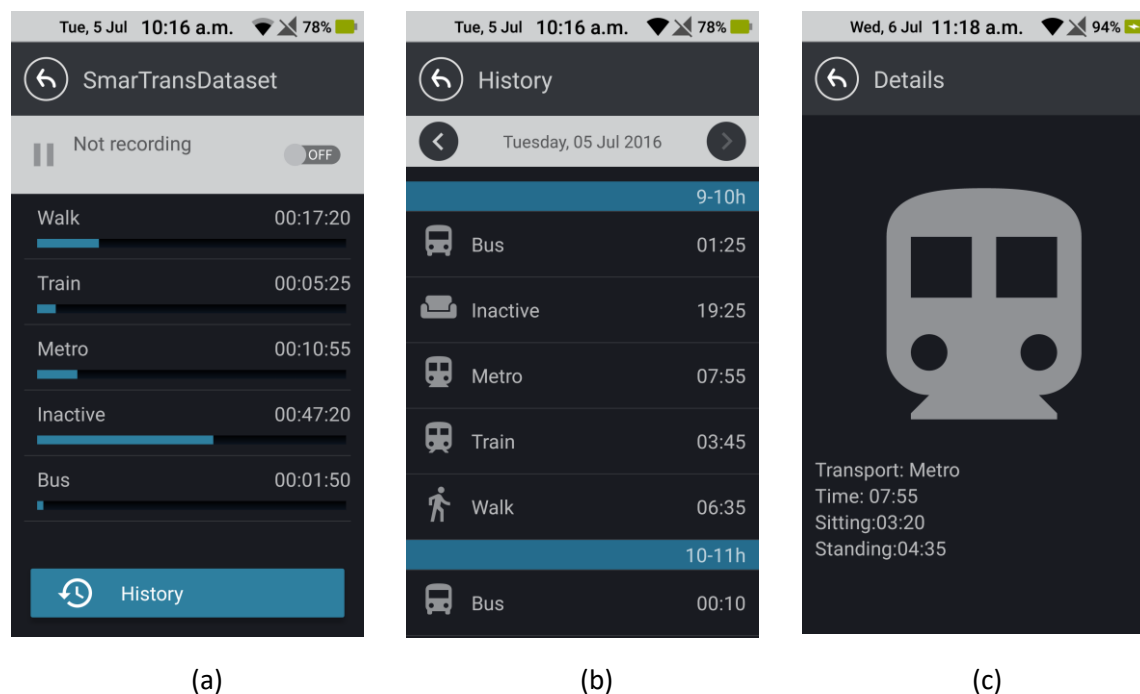 Tue, 5 Jul 10:16 a.m. 78%
SmarTransDataset
Not recording
OFF
Walk 00:17:20
Train 00:05:25
Metro 00:10:55
Inactive 00:47:20
Bus 00:01:50
History
(a)
Tue, 5 Jul 10:16 a.m. 78%
History
Tuesday, 05 Jul 2016
9-10h
Bus 01:25
Inactive 19:25
Metro 07:55
Train 03:45
Walk 06:35
10-11h
Bus 00:10
(b)
Wed, 6 Jul 11:18 a.m. 94%
Details
Transport: Metro
Time: 07:55
Sitting:03:20
Standing:04:35
(c)